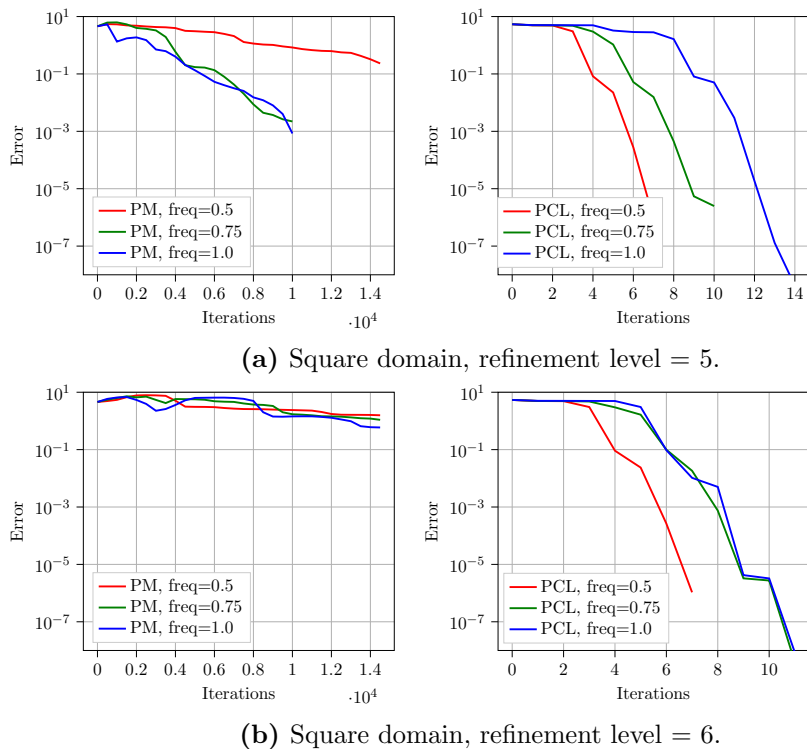 10^1
10^−1
10^−3
10^−5
10^−7
Error
PM, freq=0.5
PM, freq=0.75
PM, freq=1.0
0 0.2 0.4 0.6 0.8 1 1.2 1.4
Iterations
·10^4
10^1
10^−1
10^−3
10^−5
10^−7
Error
PCL, freq=0.5
PCL, freq=0.75
PCL, freq=1.0
0 2 4 6 8 10 12 14
Iterations
(a) Square domain, refinement level = 5.
10^1
10^−1
10^−3
10^−5
10^−7
Error
PM, freq=0.5
PM, freq=0.75
PM, freq=1.0
0 0.2 0.4 0.6 0.8 1 1.2 1.4
Iterations
·10^4
10^1
10^−1
10^−3
10^−5
10^−7
Error
PCL, freq=0.5
PCL, freq=0.75
PCL, freq=1.0
0 2 4 6 8 10
Iterations
(b) Square domain, refinement level = 6.